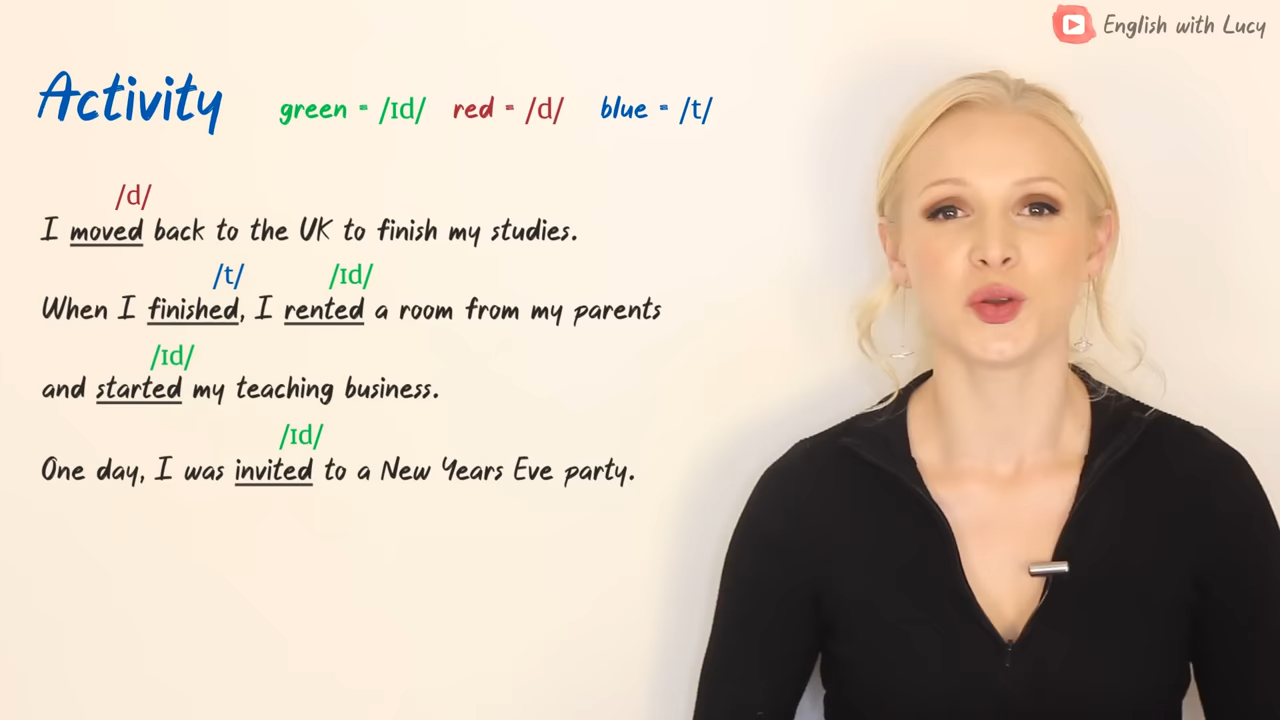 English with Lucy
Activity green = /ɪd/ red = /d/ blue = /t/
/d/
I moved back to the UK to finish my studies.
/t/ /ɪd/
When I finished, I rented a room from my parents
/ɪd/
and started my teaching business.
/ɪd/
One day, I was invited to a New Years Eve party.